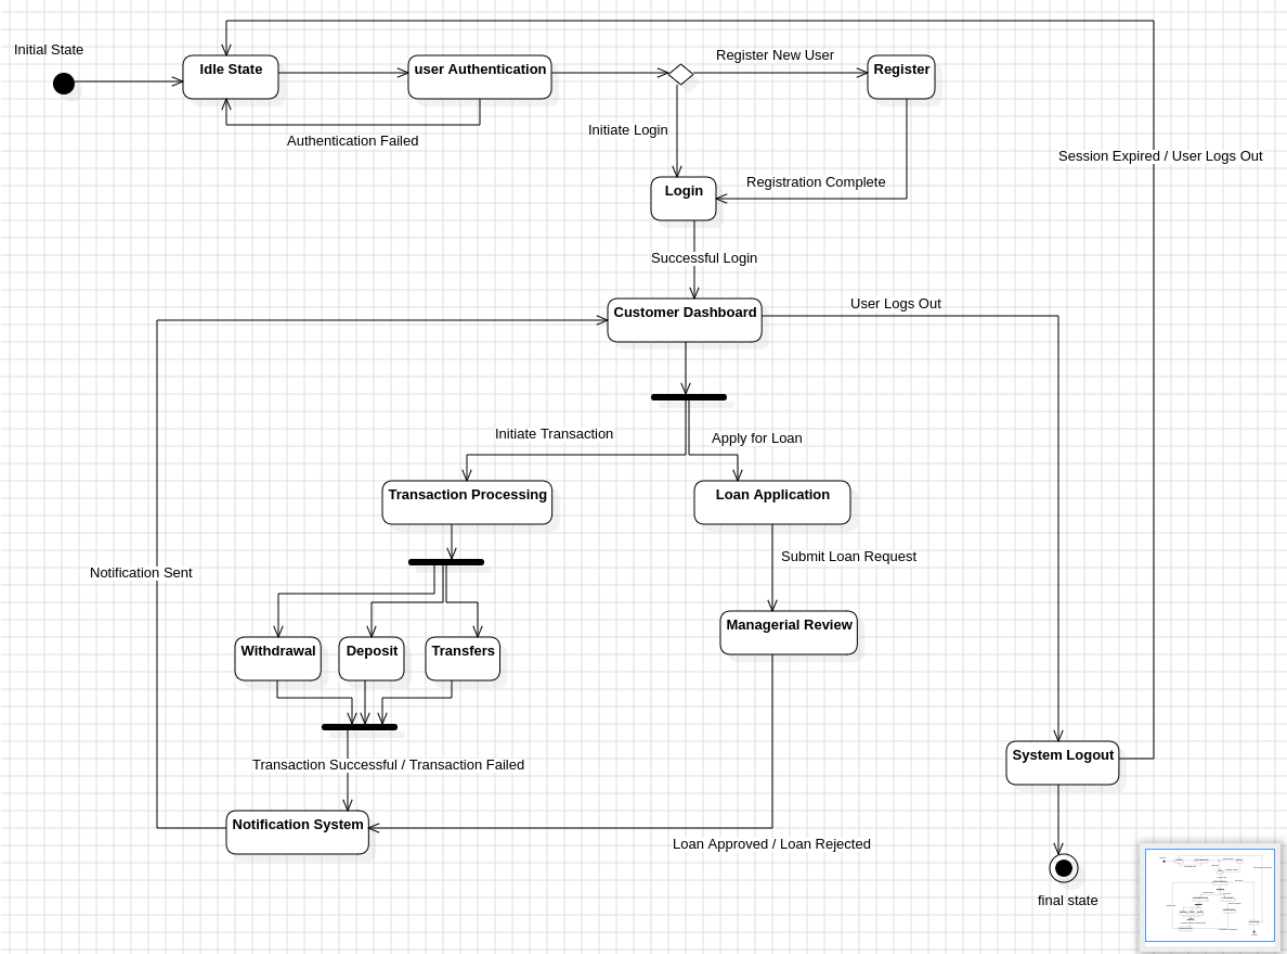 Initial State
Idle State
user Authentication
Register New User
Register
Authentication Failed
Initiate Login
Session Expired / User Logs Out
Login
Registration Complete
Successful Login
Customer Dashboard
User Logs Out
Initiate Transaction
Apply for Loan
Transaction Processing
Loan Application
Submit Loan Request
Notification Sent
Managerial Review
Withdrawal
Deposit
Transfers
Transaction Successful / Transaction Failed
System Logout
Notification System
Loan Approved / Loan Rejected
final state